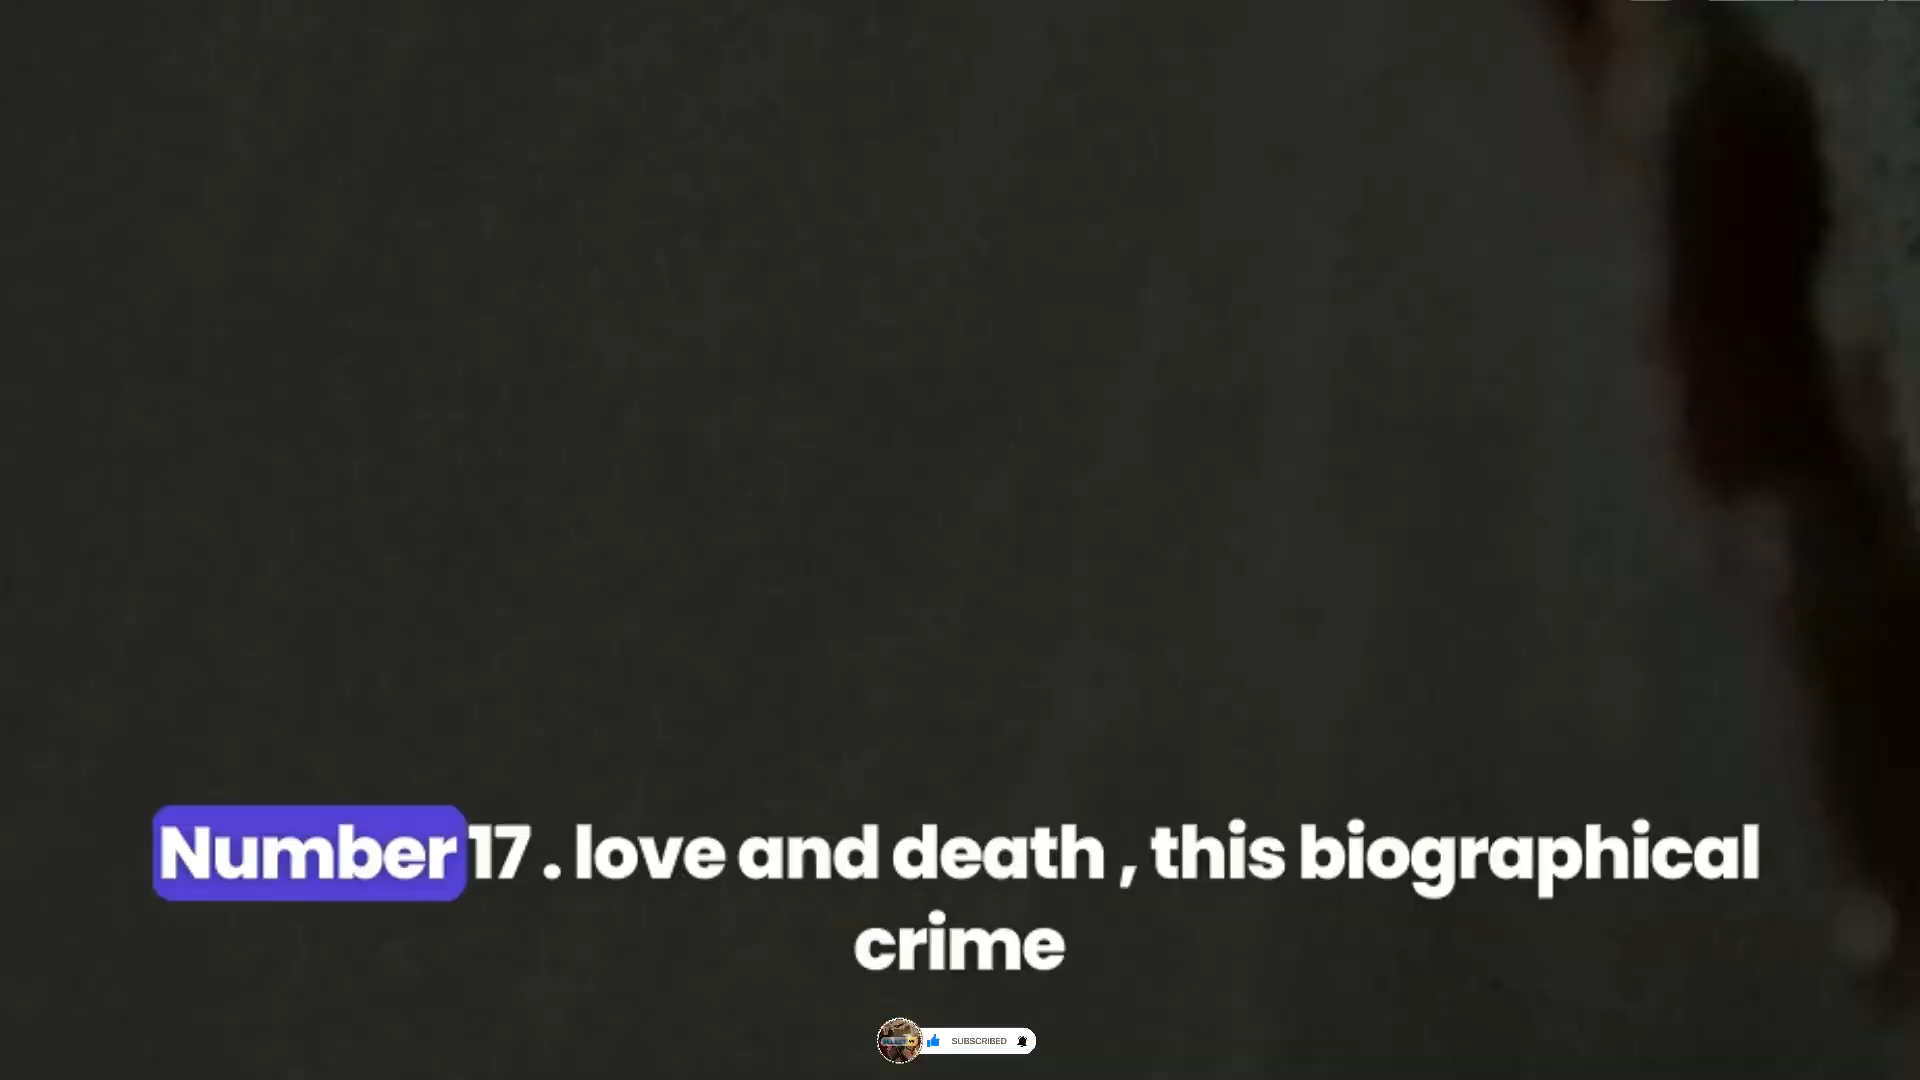 Number 17 . love and death , this biographical
crime
SUBSCRIBED